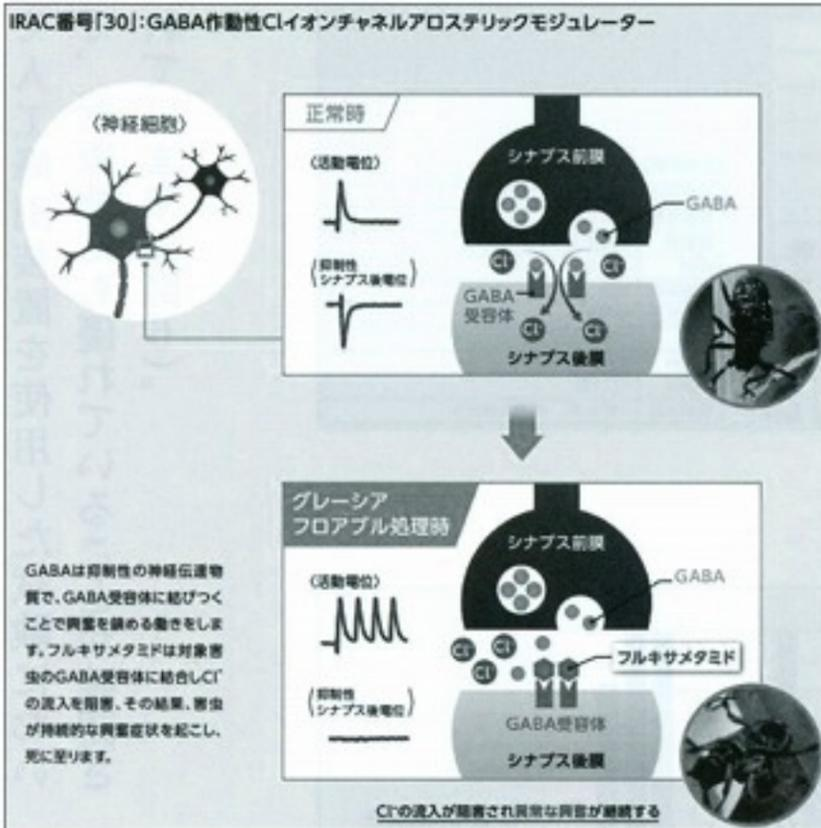 IRAC番号「30」:GABA作動性Clイオンチャネルアロステリックモジュレーター
〈神経細胞〉
正常時
〈活動電位〉
(抑制性
シナプス後電位)
シナプス前膜
GABA
Cl⁻
Cl⁻
GABA
受容体
Cl⁻
Cl⁻
シナプス後膜
グレーシア
フロアブル処理時
〈活動電位〉
(抑制性
シナプス後電位)
シナプス前膜
GABA
Cl⁻
Cl⁻
Cl⁻
フルキサメタミド
GABA受容体
シナプス後膜
Cl⁻の流入が阻害され異常な興奮が継続する
GABAは抑制性の神経伝達物
質で、GABA受容体に結びつく
ことで興奮を鎮める働きをしま
す。フルキサメタミドは対象害
虫のGABA受容体に結合しCl⁻
の流入を阻害、その結果、害虫
が持続的な興奮症状を起こし、
死に至ります。